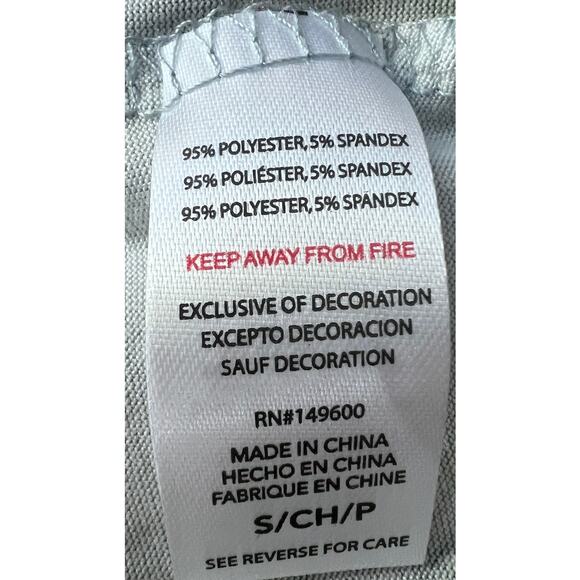 95% POLYESTER, 5% SPANDEX
95% POLIÉSTER, 5% SPANDEX
95% POLYESTER, 5% SPANDEX
KEEP AWAY FROM FIRE
EXCLUSIVE OF DECORATION
EXCEPTO DECORACION
SAUF DECORATION
RN#149600
MADE IN CHINA
HECHO EN CHINA
FABRIQUE EN CHINE
S/CH/P
SEE REVERSE FOR CARE